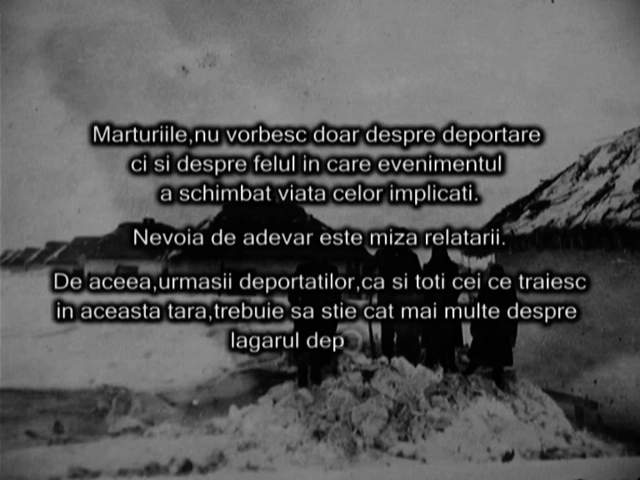 Marturiile,nu vorbesc doar despre deportare
ci si despre felul in care evenimentul
a schimbat viata celor implicati.
Nevoia de adevar este miza relatarii.
De aceea,urmasii deportatilor,ca si toti cei ce traiesc
in aceasta tara,trebuie sa stie cat mai multe despre
lagarul dep